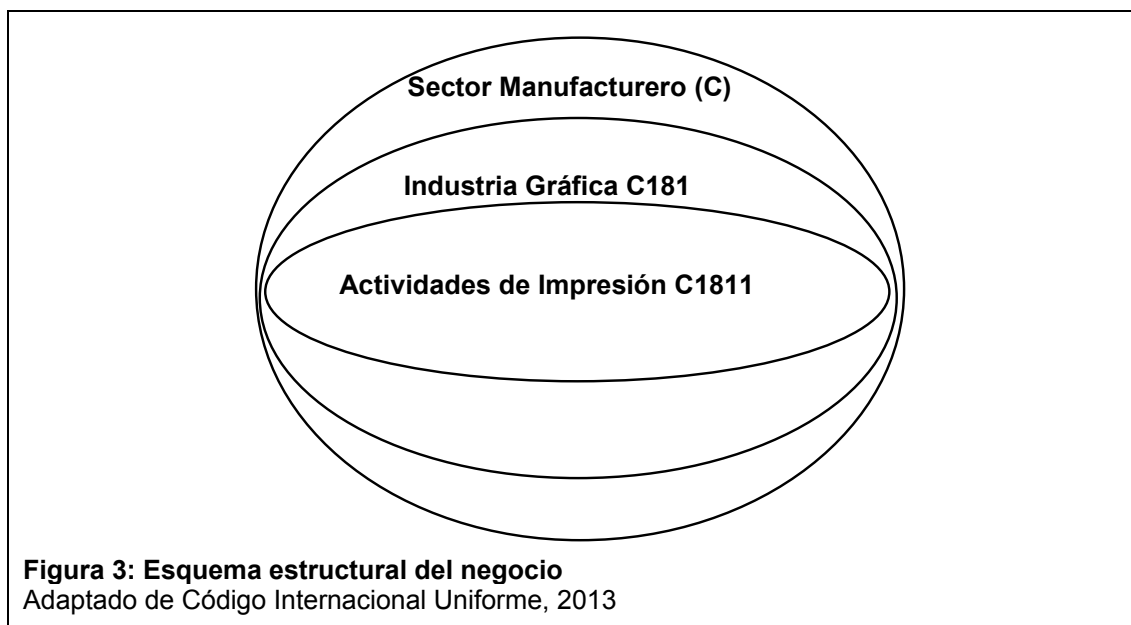 Sector Manufacturero (C)
Industria Gráfica C181
Actividades de Impresión C1811
Figura 3: Esquema estructural del negocio
Adaptado de Código Internacional Uniforme, 2013